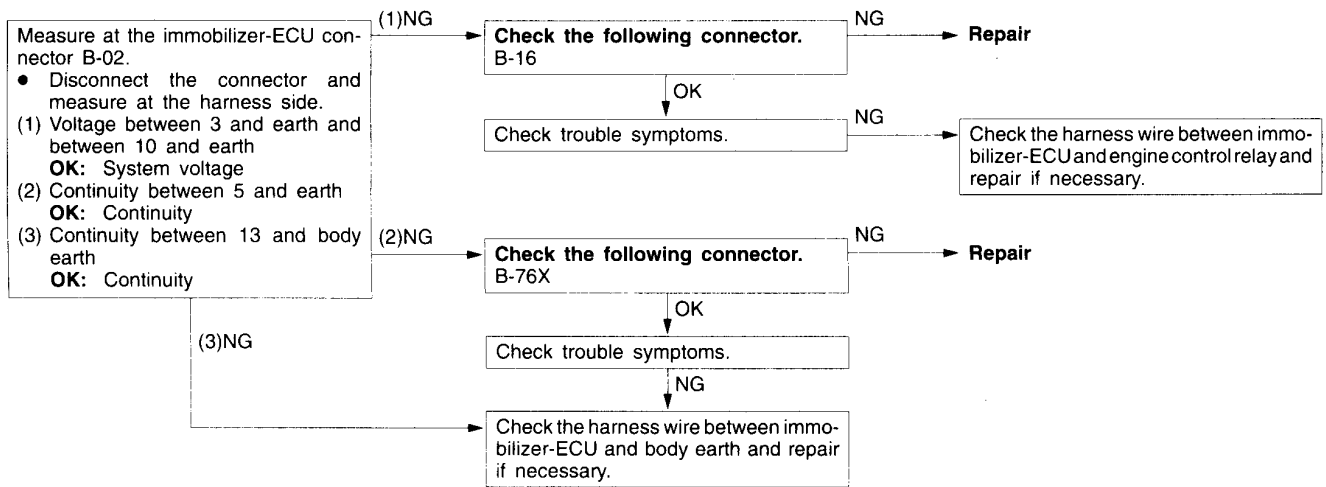 Measure at the immobilizer-ECU con-
nector B-02.
● Disconnect the connector and
measure at the harness side.
(1) Voltage between 3 and earth and
between 10 and earth
OK: System voltage
(2) Continuity between 5 and earth
OK: Continuity
(3) Continuity between 13 and body
earth
OK: Continuity
(1)NG
Check the following connector.
B-16
NG
Repair
OK
Check trouble symptoms.
NG
Check the harness wire between immo-
bilizer-ECU and engine control relay and
repair if necessary.
(2)NG
Check the following connector.
B-76X
NG
Repair
OK
Check trouble symptoms.
NG
(3)NG
Check the harness wire between immo-
bilizer-ECU and body earth and repair
if necessary.